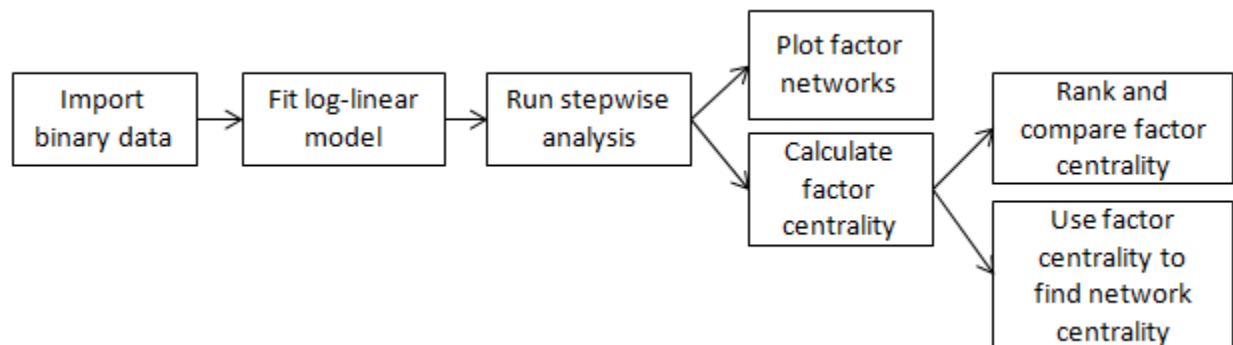 Import
binary data
Fit log-linear
model
Run stepwise
analysis
Plot factor
networks
Calculate
factor
centrality
Rank and
compare factor
centrality
Use factor
centrality to
find network
centrality